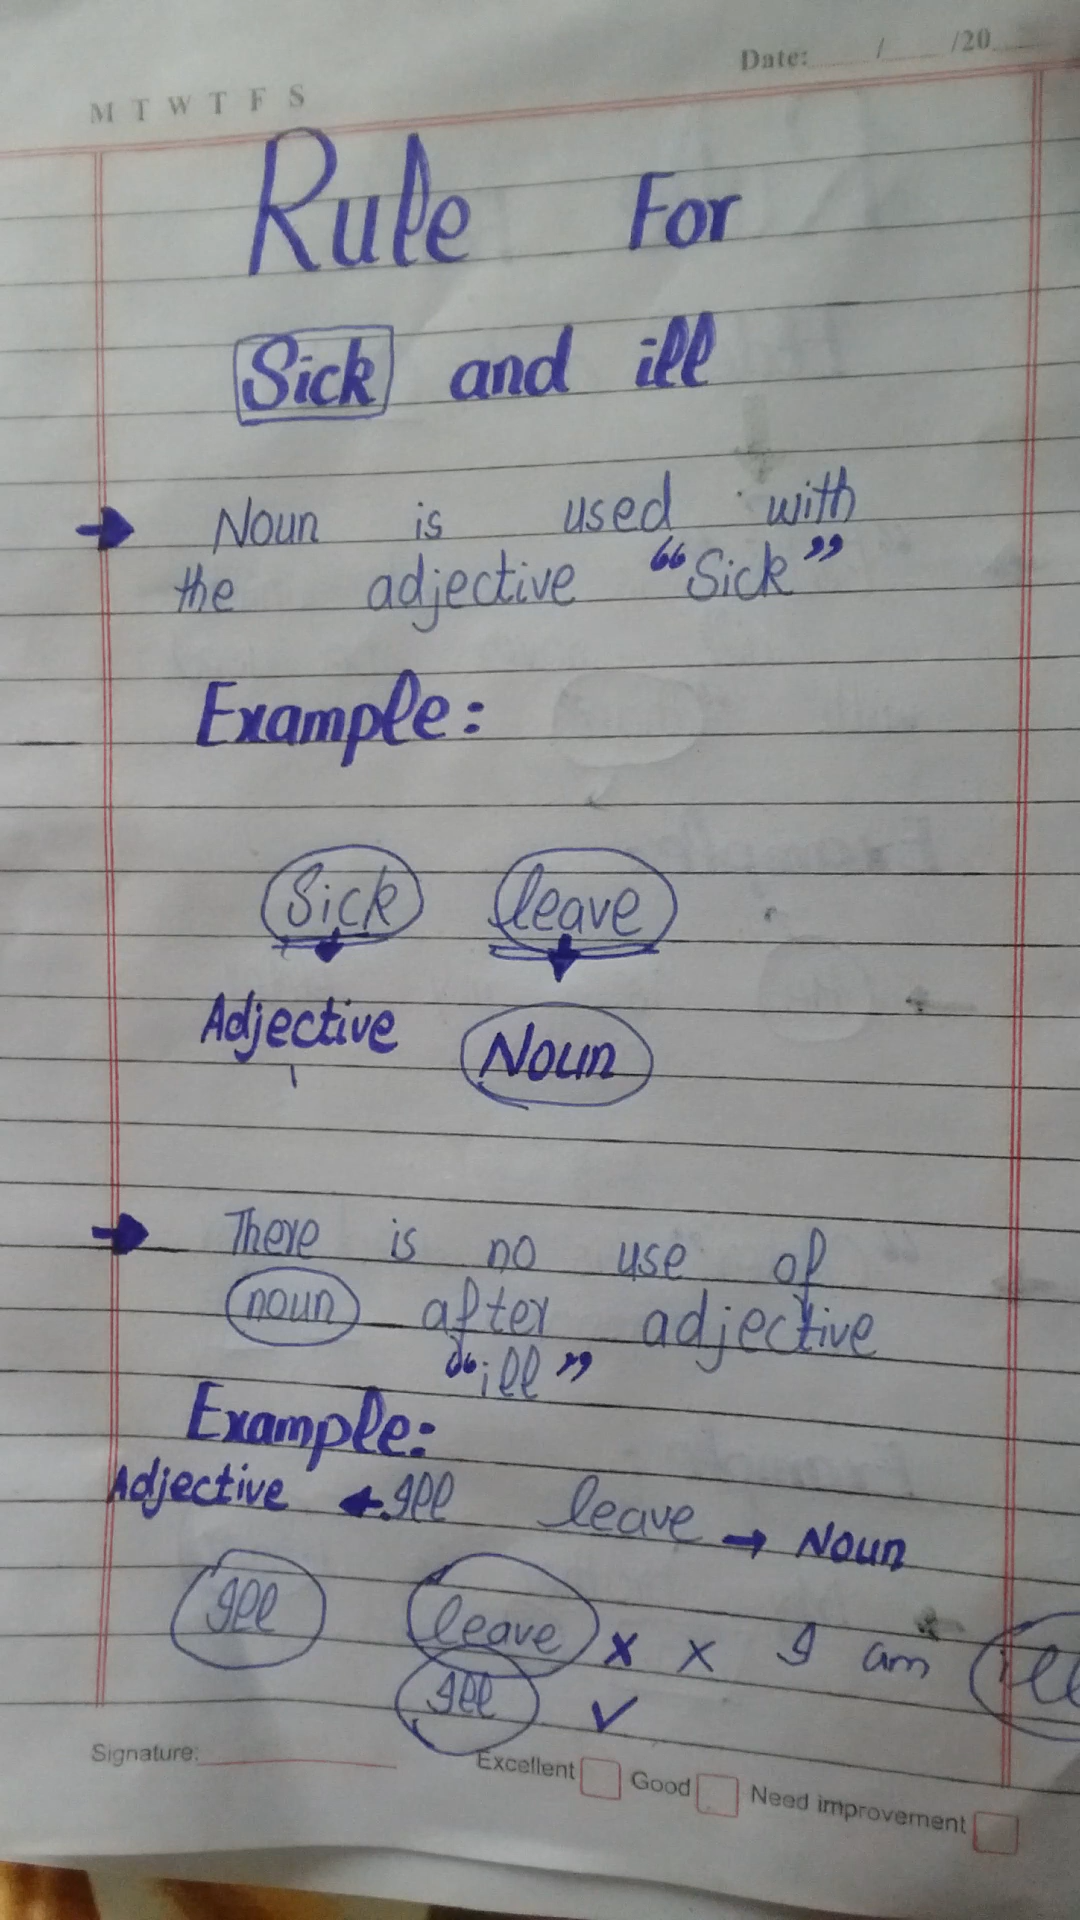 Date: / /20
M T W T F S
Rule For
Sick and ill
→ Noun is used with
the adjective “Sick”
Example:
Sick leave
Adjective Noun
→ There is no use of
noun after adjective
“ill”
Example:
Adjective ← Ill leave → Noun
Ill leave x x I am ill
Ill ✓
Signature:
Excellent Good Need improvement